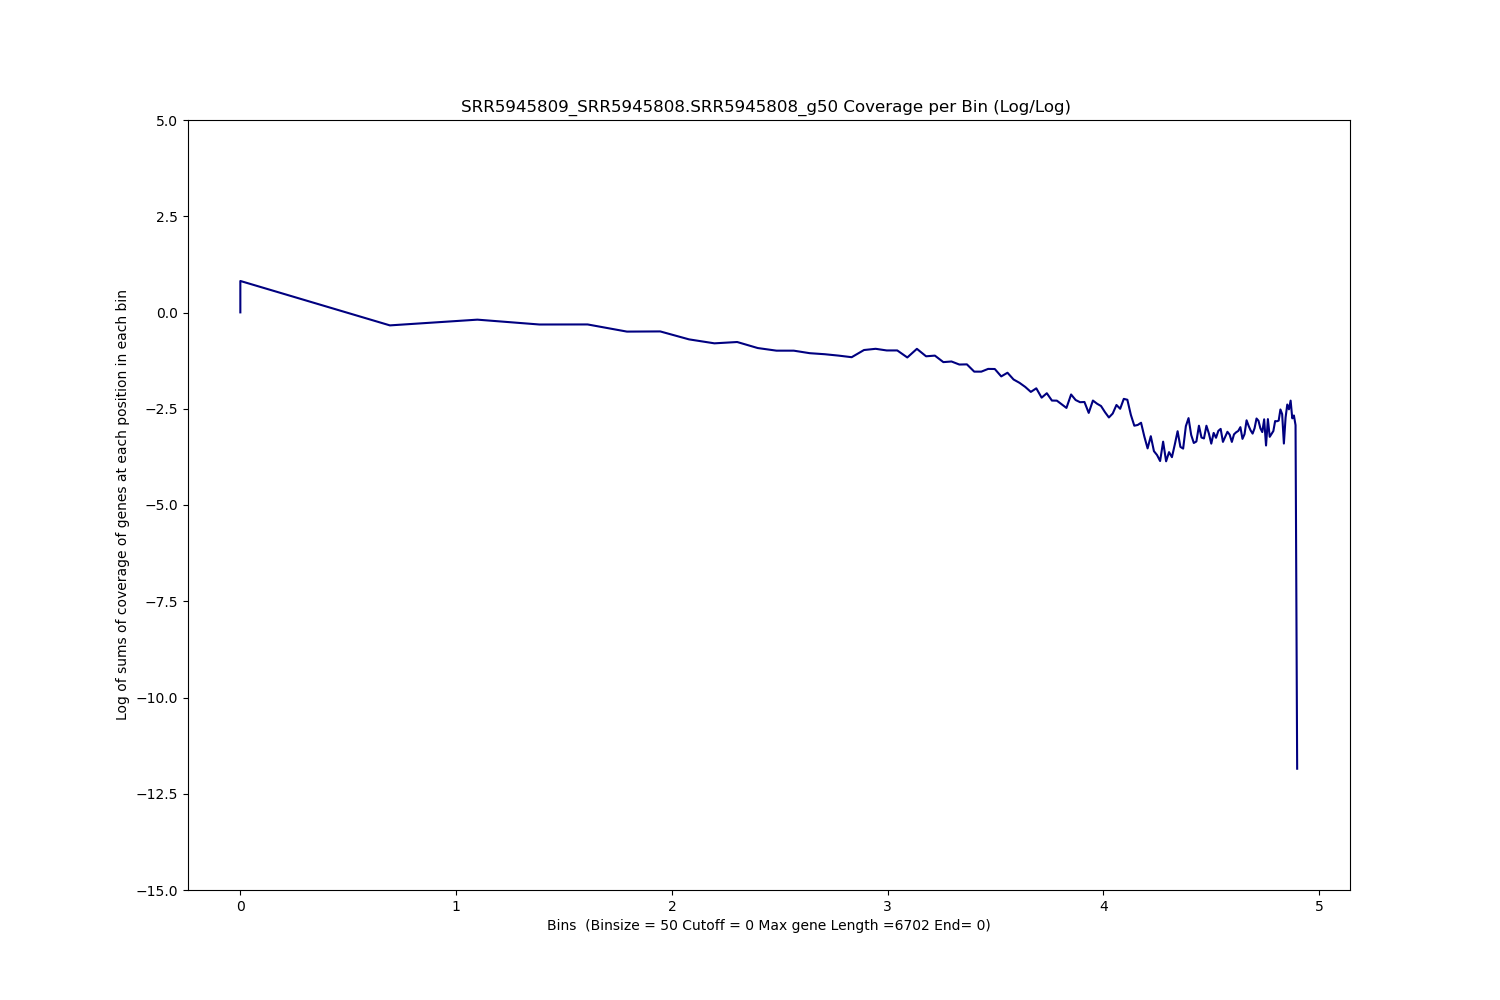 SRR5945809_SRR5945808.SRR5945808_g50 Coverage per Bin (Log/Log)
5.0
2.5
0.0
−2.5
−5.0
−7.5
−10.0
−12.5
−15.0
Log of sums of coverage of genes at each position in each bin
0 1 2 3 4 5
Bins  (Binsize = 50 Cutoff = 0 Max gene Length =6702 End= 0)